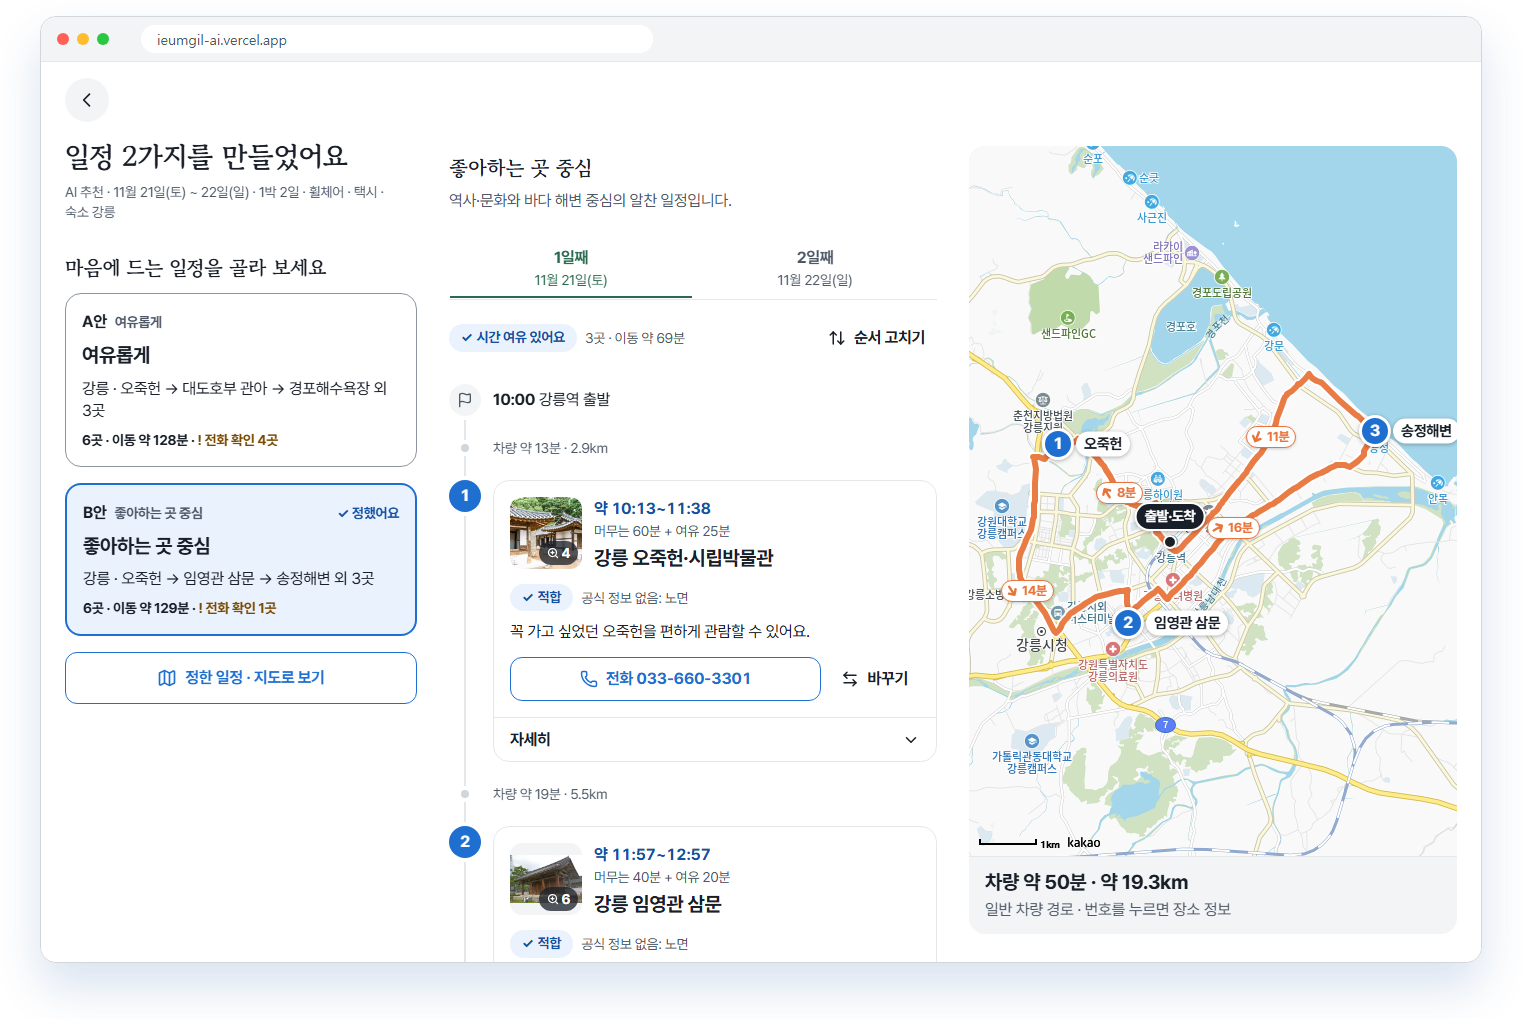 ieumgil-ai.vercel.app
일정 2가지를 만들었어요
AI 추천 · 11월 21일(토) ~ 22일(일) · 1박 2일 · 휠체어 · 택시 ·
숙소 강릉
마음에 드는 일정을 골라 보세요
A안 여유롭게
여유롭게
강릉 · 오죽헌 → 대도호부 관아 → 경포해수욕장 외
3곳
6곳 · 이동 약 128분 · ! 전화 확인 4곳
B안 좋아하는 곳 중심
✓ 정했어요
좋아하는 곳 중심
강릉 · 오죽헌 → 임영관 삼문 → 송정해변 외 3곳
6곳 · 이동 약 129분 · ! 전화 확인 1곳
정한 일정 · 지도로 보기
좋아하는 곳 중심
역사·문화와 바다 해변 중심의 알찬 일정입니다.
1일째
11월 21일(토)
2일째
11월 22일(일)
✓ 시간 여유 있어요
3곳 · 이동 약 69분
순서 고치기
10:00 강릉역 출발
차량 약 13분 · 2.9km
1
4
약 10:13~11:38
머무는 60분 + 여유 25분
강릉 오죽헌·시립박물관
✓ 적합
공식 정보 없음: 노면
꼭 가고 싶었던 오죽헌을 편하게 관람할 수 있어요.
전화 033-660-3301
바꾸기
자세히
차량 약 19분 · 5.5km
2
6
약 11:57~12:57
머무는 40분 + 여유 20분
강릉 임영관 삼문
✓ 적합
공식 정보 없음: 노면
순포
순긋
사근진
라카이
샌드파인
경포도립공원
샌드파인GC
경포호
경포천
강문
춘천지방법원
강릉지원
1
오죽헌
11분
3
송정해변
8분
안목
강원대학교
강릉캠퍼스
출발·도착
16분
강릉역
14분
2
임영관 삼문
강릉시청
강원특별자치도
강릉의료원
7
가톨릭관동대학교
강릉캠퍼스
1km kakao
차량 약 50분 · 약 19.3km
일반 차량 경로 · 번호를 누르면 장소 정보